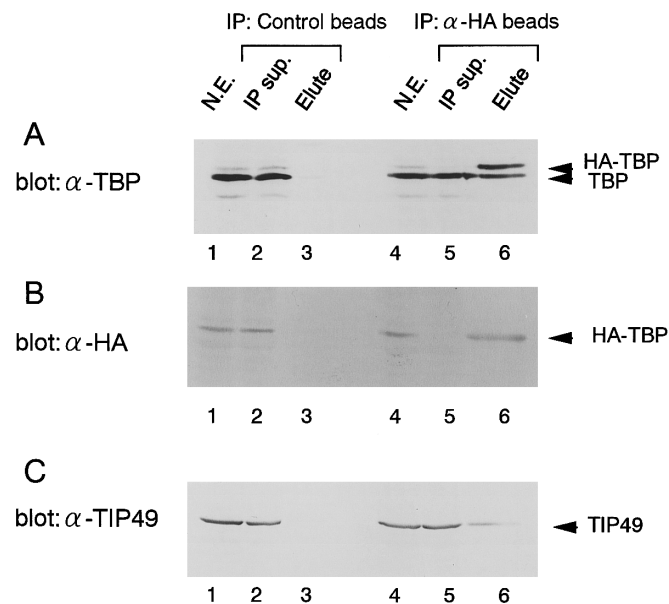 IP: Control beads IP: α-HA beads
N.E. IP sup. Elute N.E. IP sup. Elute
A
blot: α-TBP
HA-TBP
TBP
1 2 3 4 5 6
B
blot: α-HA
HA-TBP
1 2 3 4 5 6
C
blot: α-TIP49
TIP49
1 2 3 4 5 6